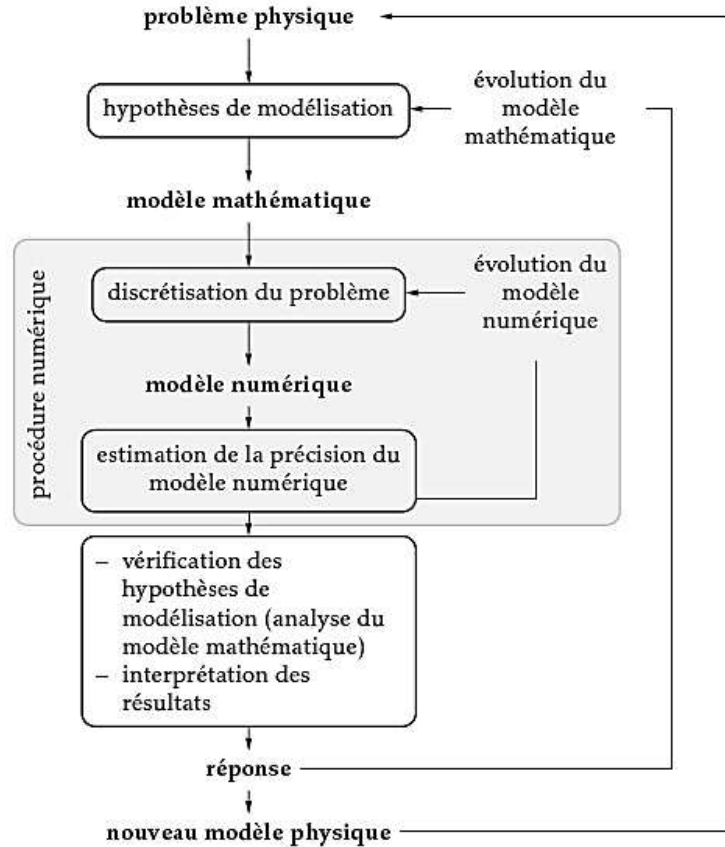 problème physique
hypothèses de modélisation
évolution du
modèle
mathématique
modèle mathématique
procédure numérique
discrétisation du problème
évolution du
modèle
numérique
modèle numérique
estimation de la précision du
modèle numérique
– vérification des
hypothèses de
modélisation (analyse du
modèle mathématique)
– interprétation des
résultats
réponse
nouveau modèle physique